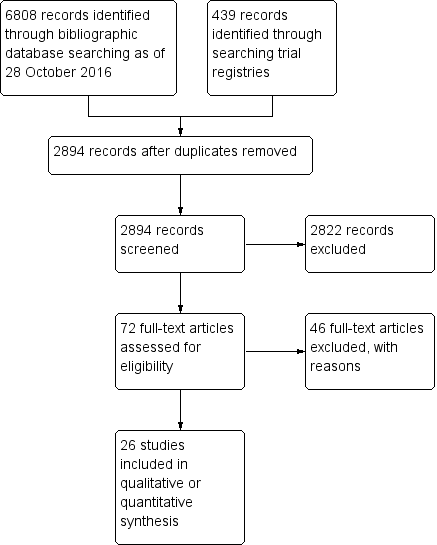 6808 records identified
through bibliographic
database searching as of
28 October 2016
439 records
identified through
searching trial
registries
2894 records after duplicates removed
2894 records
screened
2822 records
excluded
72 full-text articles
assessed for
eligibility
46 full-text articles
excluded, with
reasons
26 studies
included in
qualitative or
quantitative
synthesis